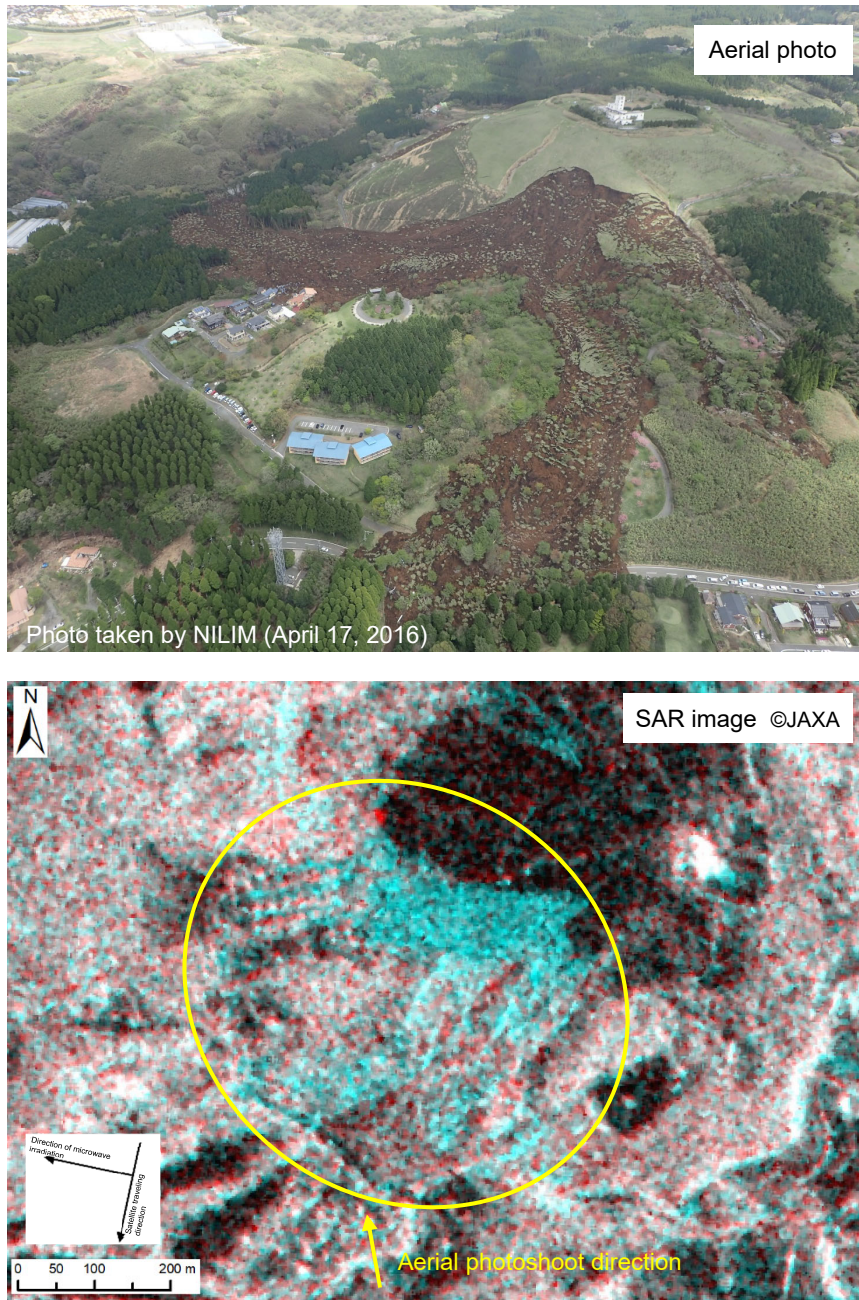 Aerial photo
Photo taken by NILIM (April 17, 2016)
N
SAR image ©JAXA
Direction of microwave
irradiation
Satellite traveling
direction
Aerial photoshoot direction
0 50 100 200 m